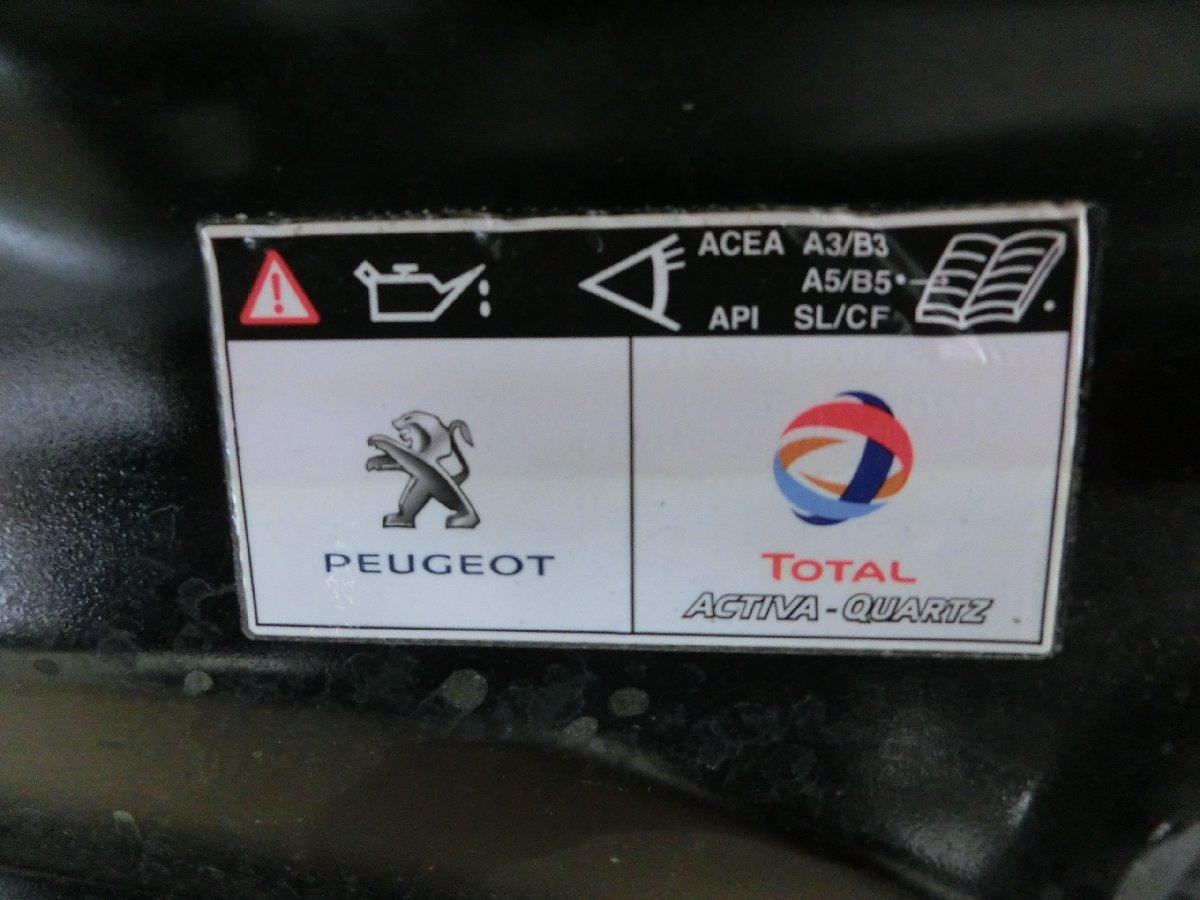 ACEA A3/B3
A5/B5•
API SL/CF
PEUGEOT
TOTAL
ACTIVA-QUARTZ